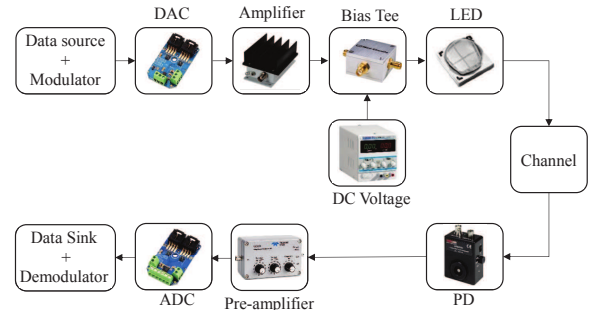 DAC
Amplifier
Bias Tee
LED
Data source
+
Modulator
DC Voltage
Channel
Data Sink
+
Demodulator
ADC
Pre-amplifier
PD